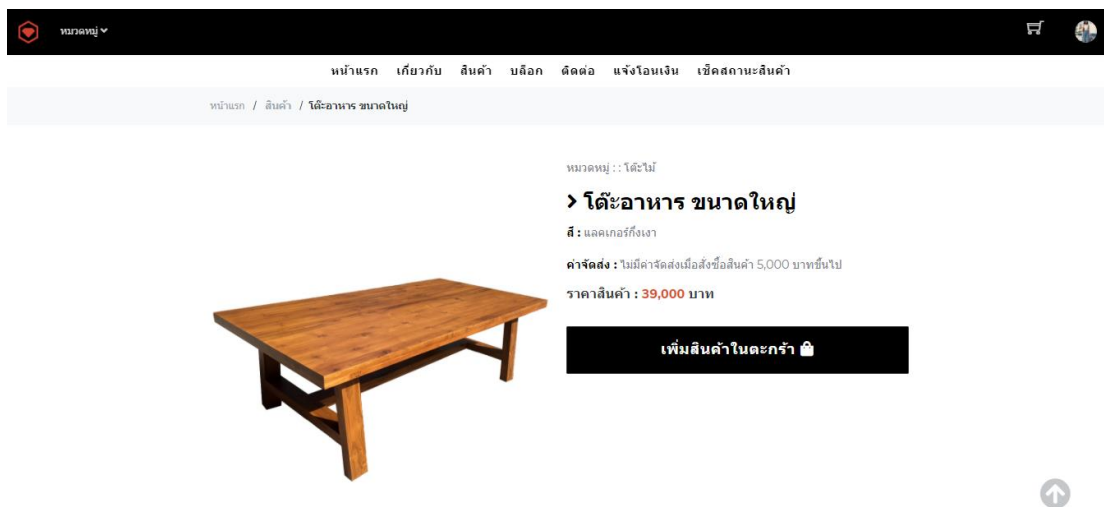 หมวดหมู่
หน้าแรก เกี่ยวกับ สินค้า บล็อก ติดต่อ แจ้งโอนเงิน เช็คสถานะสินค้า
หน้าแรก / สินค้า / โต๊ะอาหาร ขนาดใหญ่
หมวดหมู่ : : โต๊ะไม้
โต๊ะอาหาร ขนาดใหญ่
สี : แลคเกอร์กึ่งเงา
ค่าจัดส่ง : ไม่มีค่าจัดส่งเมื่อสั่งซื้อสินค้า 5,000 บาทขึ้นไป
ราคาสินค้า : 39,000 บาท
เพิ่มสินค้าในตะกร้า